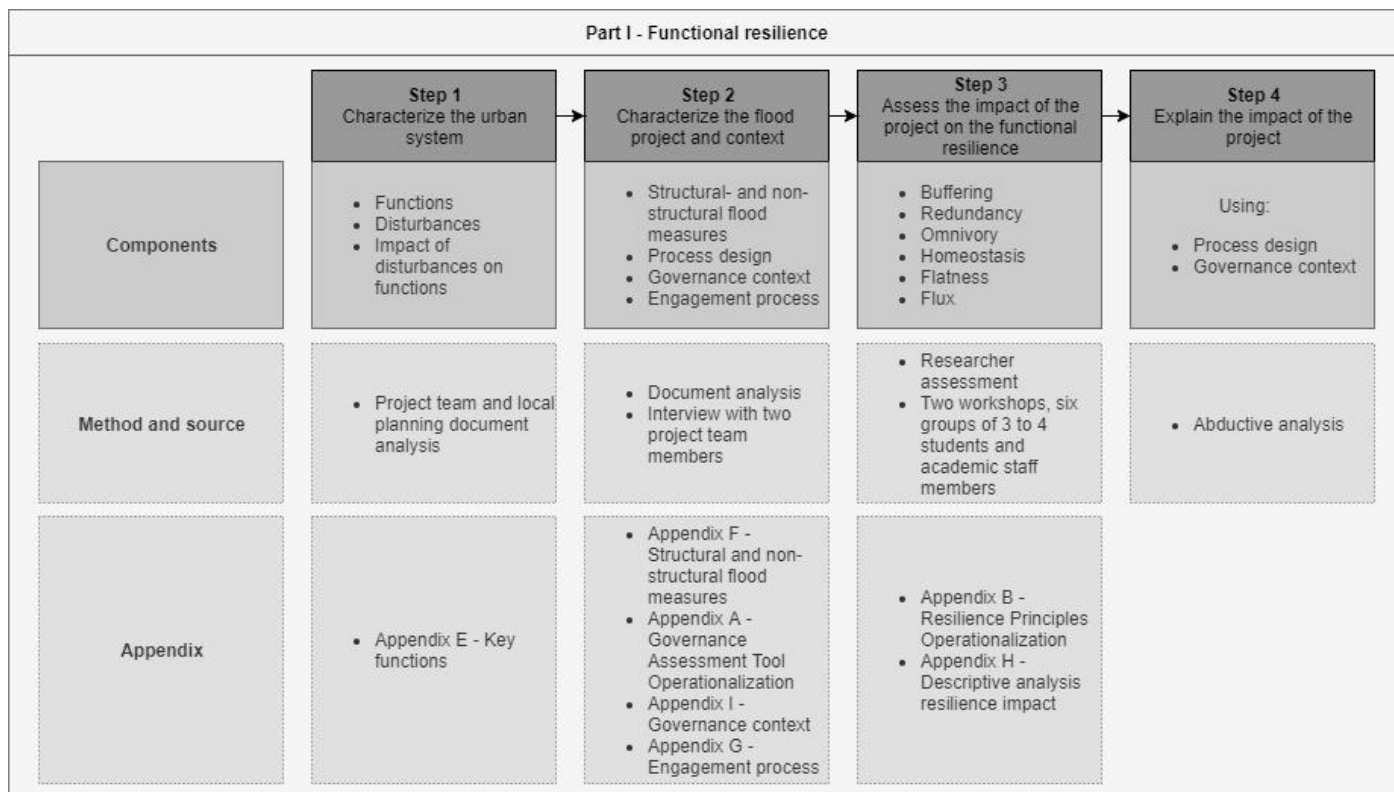 Part I - Functional resilience
Step 1
Characterize the urban
system
Step 2
Characterize the flood
project and context
Step 3
Assess the impact of the
project on the functional
resilience
Step 4
Explain the impact of the
project
Components
• Functions
• Disturbances
• Impact of
disturbances on
functions
• Structural- and non-
structural flood
measures
• Process design
• Governance context
• Engagement process
• Buffering
• Redundancy
• Omnivory
• Homeostasis
• Flatness
• Flux
Using:
• Process design
• Governance context
Method and source
• Project team and local
planning document
analysis
• Document analysis
• Interview with two
project team
members
• Researcher
assessment
• Two workshops, six
groups of 3 to 4
students and
academic staff
members
• Abductive analysis
Appendix
• Appendix E - Key
functions
• Appendix F -
Structural and non-
structural flood
measures
• Appendix A -
Governance
Assessment Tool
Operationalization
• Appendix I -
Governance context
• Appendix G -
Engagement process
• Appendix B -
Resilience Principles
Operationalization
• Appendix H -
Descriptive analysis
resilience impact